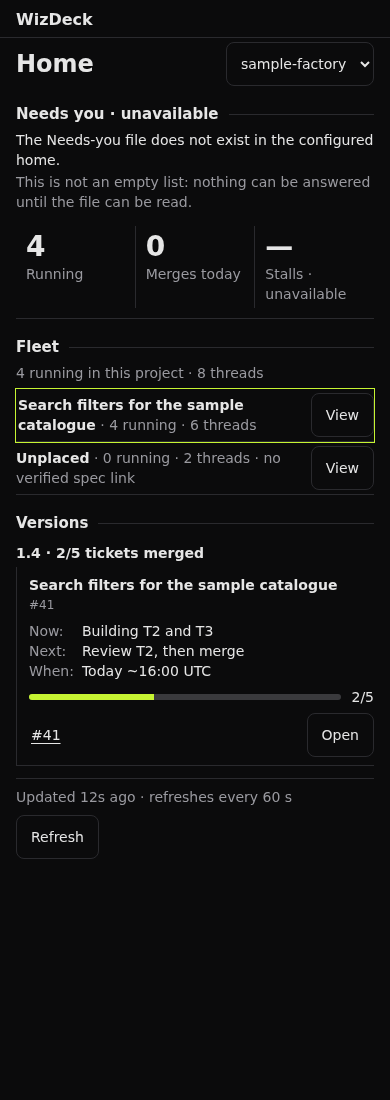 WizDeck
Home
sample-factory
Needs you · unavailable
The Needs-you file does not exist in the configured
home.
This is not an empty list: nothing can be answered
until the file can be read.
4
Running
0
Merges today
—
Stalls ·
unavailable
Fleet
4 running in this project · 8 threads
Search filters for the sample
catalogue · 4 running · 6 threads
View
Unplaced · 0 running · 2 threads · no
verified spec link
View
Versions
1.4 · 2/5 tickets merged
Search filters for the sample catalogue
#41
Now: Building T2 and T3
Next: Review T2, then merge
When: Today ~16:00 UTC
2/5
#41
Open
Updated 12s ago · refreshes every 60 s
Refresh